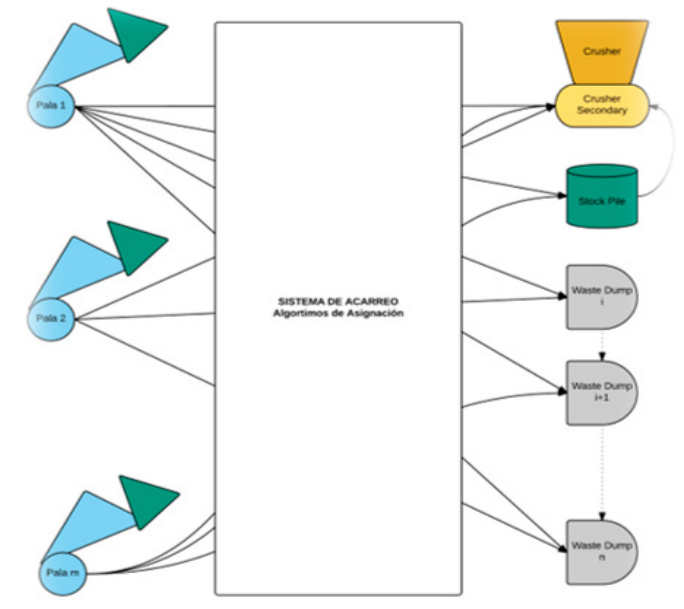 Pala 1
Pala 2
Pala m
SISTEMA DE ACARREO
Algortimos de Asignación
Crusher
Crusher
Secondary
Stock Pile
Waste Dump
i
Waste Dump
i+1
Waste Dump
n